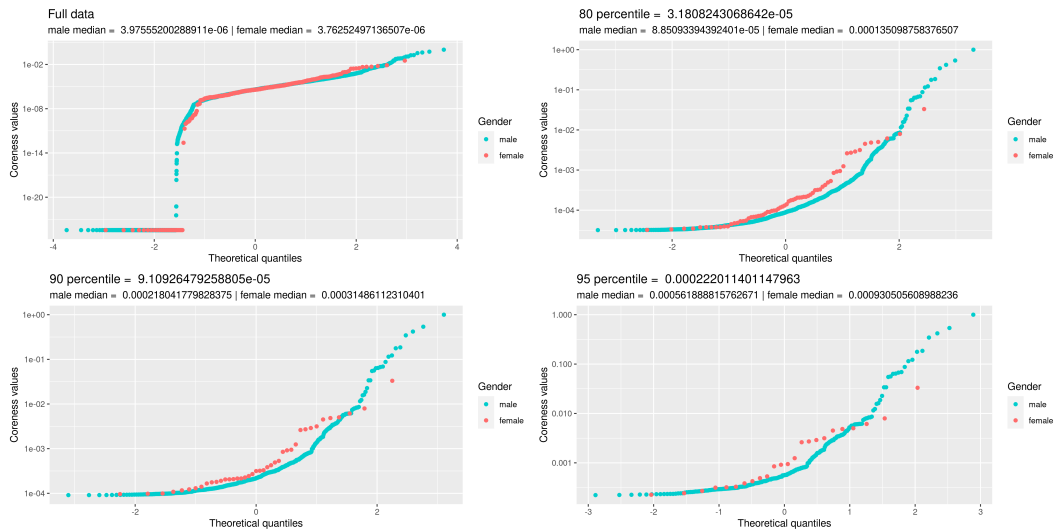 Full data
male median = 3.97555200288911e-06 | female median = 3.76252497136507e-06
1e-02
1e-08
1e-14
1e-20
Coreness values
-4
-2
0
2
4
Theoretical quantiles
Gender
male
female
80 percentile = 3.1808243068642e-05
male median = 8.85093394392401e-05 | female median = 0.000135098758376507
1e+00
1e-01
1e-02
1e-03
1e-04
Coreness values
-2
0
2
Theoretical quantiles
Gender
male
female
90 percentile = 9.10926479258805e-05
male median = 0.000218041779828375 | female median = 0.00031486112310401
1e+00
1e-01
1e-02
1e-03
1e-04
Coreness values
-2
0
2
Theoretical quantiles
Gender
male
female
95 percentile = 0.000222011401147963
male median = 0.000561888815762671 | female median = 0.000930505608988236
1.000
0.100
0.010
0.001
Coreness values
-3
-2
-1
0
1
2
3
Theoretical quantiles
Gender
male
female